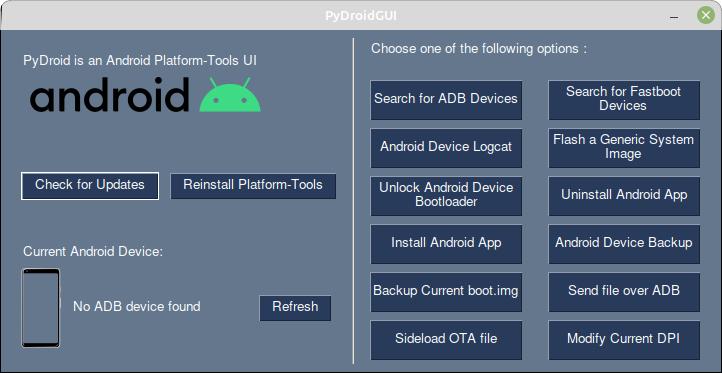 PyDroidGUI
PyDroid is an Android Platform-Tools UI
android
Check for Updates
Reinstall Platform-Tools
Current Android Device:
No ADB device found
Refresh
Choose one of the following options :
Search for ADB Devices
Search for Fastboot
Devices
Android Device Logcat
Flash a Generic System
Image
Unlock Android Device
Bootloader
Uninstall Android App
Install Android App
Android Device Backup
Backup Current boot.img
Send file over ADB
Sideload OTA file
Modify Current DPI